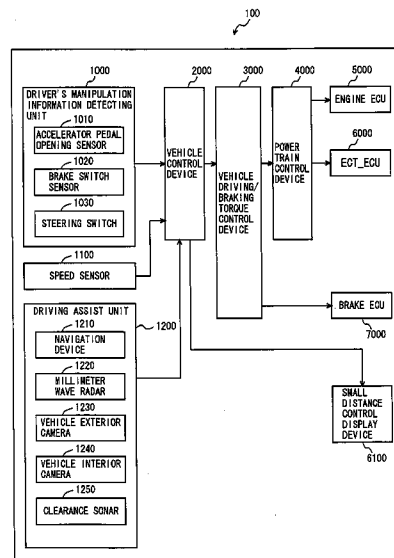 100
1000
DRIVER'S MANIPULATION
INFORMATION DETECTING
UNIT
1010
ACCELERATOR PEDAL
OPENING SENSOR
1020
BRAKE SWITCH
SENSOR
1030
STEERING SWITCH
1100
SPEED SENSOR
DRIVING ASSIST UNIT
1200
1210
NAVIGATION
DEVICE
1220
MILLIMETER
WAVE RADAR
1230
VEHICLE EXTERIOR
CAMERA
1240
VEHICLE INTERIOR
CAMERA
1250
CLEARANCE SONAR
2000
VEHICLE
CONTROL
DEVICE
3000
VEHICLE DRIVING/
BRAKING
TORQUE CONTROL
DEVICE
4000
POWER
TRAIN CONTROL
DEVICE
5000
ENGINE ECU
6000
ECT_ECU
BRAKE ECU
7000
SMALL
DISTANCE
CONTROL
DISPLAY
DEVICE
6100